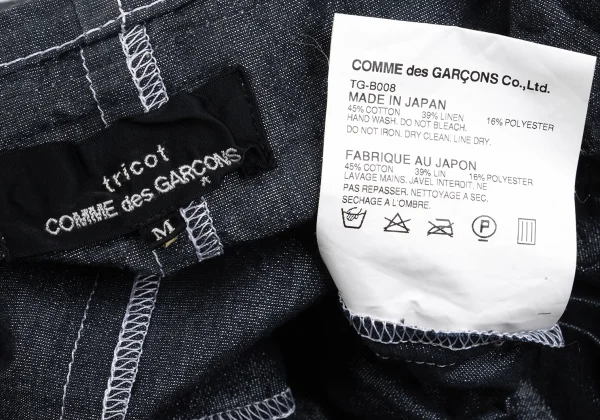 tricot
COMME des GARÇONS
M
COMME des GARÇONS Co.,Ltd.
TG-B008
MADE IN JAPAN
45% COTTON 39% LINEN 16% POLYESTER
HAND WASH. DO NOT BLEACH.
DO NOT IRON. DRY CLEAN. LINE DRY.
FABRIQUE AU JAPON
45% COTON 39% LIN 16% POLYESTER
LAVAGE MAINS. JAVEL INTERDIT, NE
PAS REPASSER. NETTOYAGE A SEC.
SECHAGE A L'OMBRE.
P